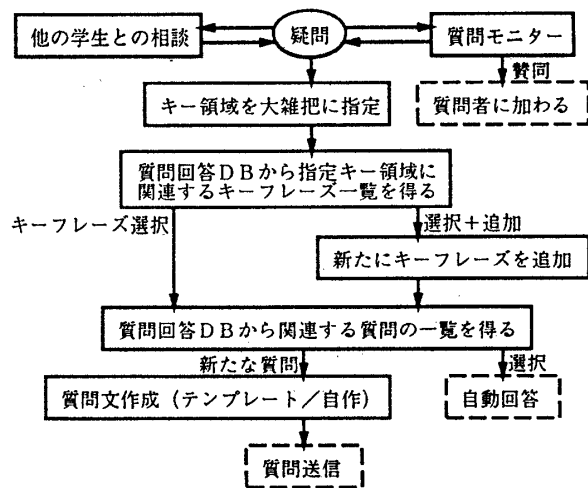 他の学生との相談
疑問
質問モニター
賛同
キー領域を大雑把に指定
質問者に加わる
質問回答DBから指定キー領域に
関連するキーフレーズ一覧を得る
キーフレーズ選択
選択+追加
新たにキーフレーズを追加
質問回答DBから関連する質問の一覧を得る
新たな質問
選択
質問文作成(テンプレート/自作)
自動回答
質問送信